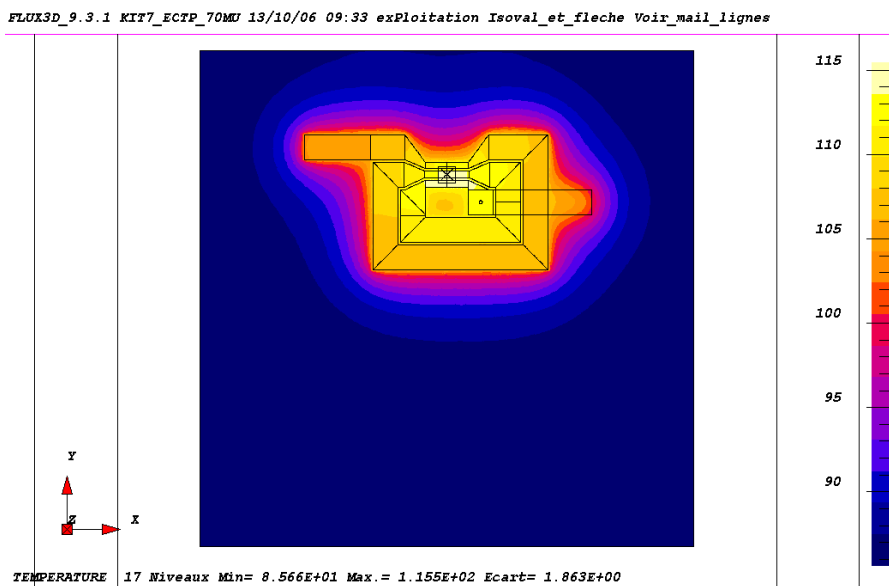 FLUX3D_9.3.1 KIT7_ECTP_70MU 13/10/06 09:33 exPloitation Isoval_et_fleche Voir_mail_lignes
115
110
105
100
95
90
Y
Z
X
TEMPERATURE 17 Niveaux Min= 8.566E+01 Max.= 1.155E+02 Ecart= 1.863E+00